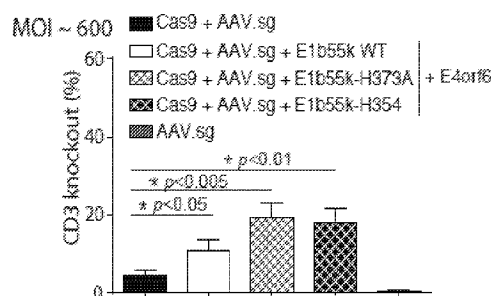 MOI ~ 600
Cas9 + AAV.sg
Cas9 + AAV.sg + E1b55k WT
Cas9 + AAV.sg + E1b55k-H373A
Cas9 + AAV.sg + E1b55k-H354
+ E4orf6
AAV.sg
CD3 knockout (%)
60
40
20
0
* p<0.01
* p<0.005
* p<0.05